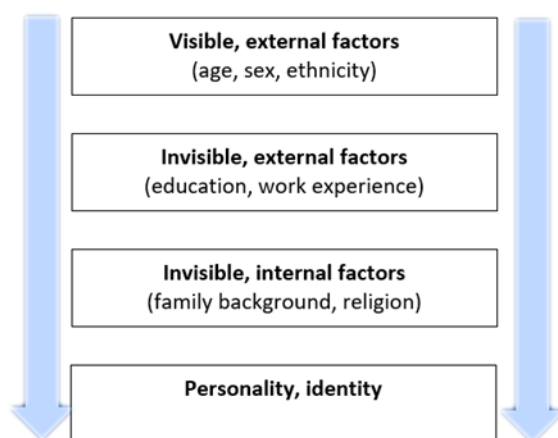 Visible, external factors
(age, sex, ethnicity)
Invisible, external factors
(education, work experience)
Invisible, internal factors
(family background, religion)
Personality, identity